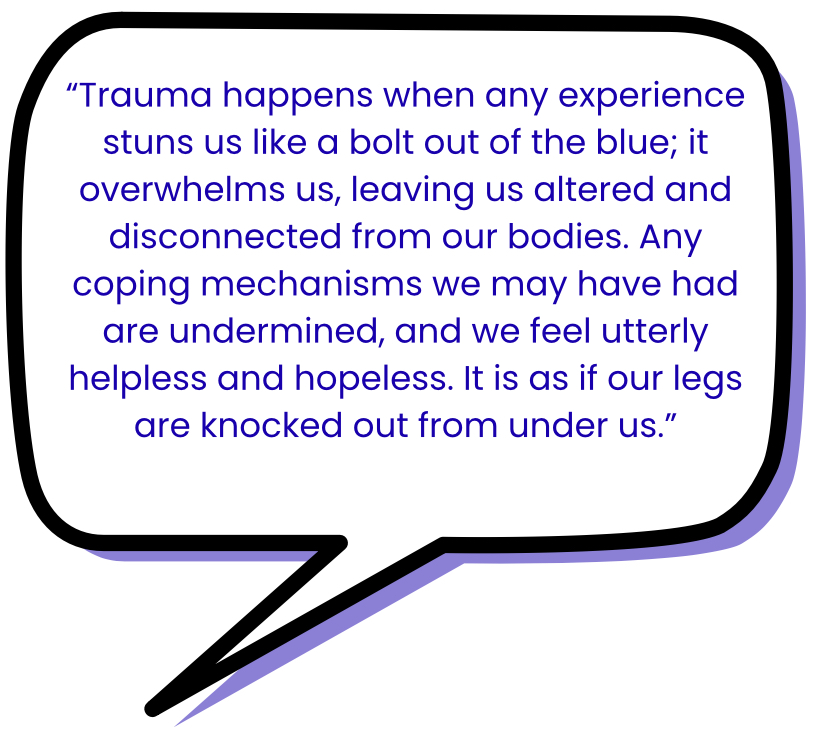 “Trauma happens when any experience
stuns us like a bolt out of the blue; it
overwhelms us, leaving us altered and
disconnected from our bodies. Any
coping mechanisms we may have had
are undermined, and we feel utterly
helpless and hopeless. It is as if our legs
are knocked out from under us.”